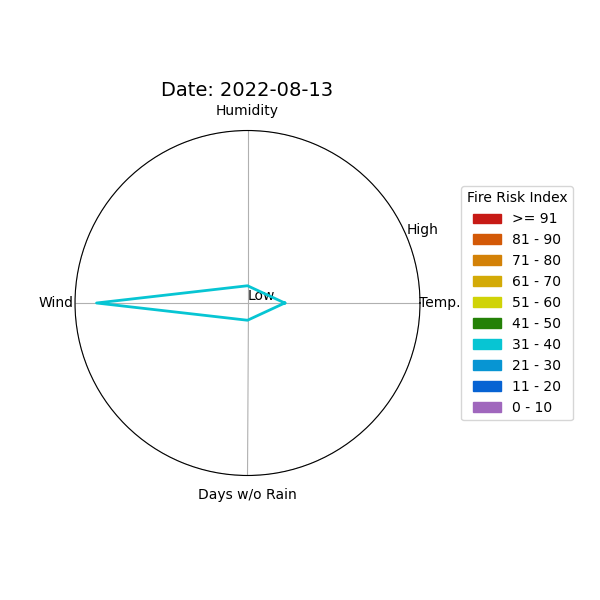 Date: 2022-08-13
Humidity
High
Low
Wind
Temp.
Days w/o Rain
Fire Risk Index
>= 91
81 - 90
71 - 80
61 - 70
51 - 60
41 - 50
31 - 40
21 - 30
11 - 20
0 - 10